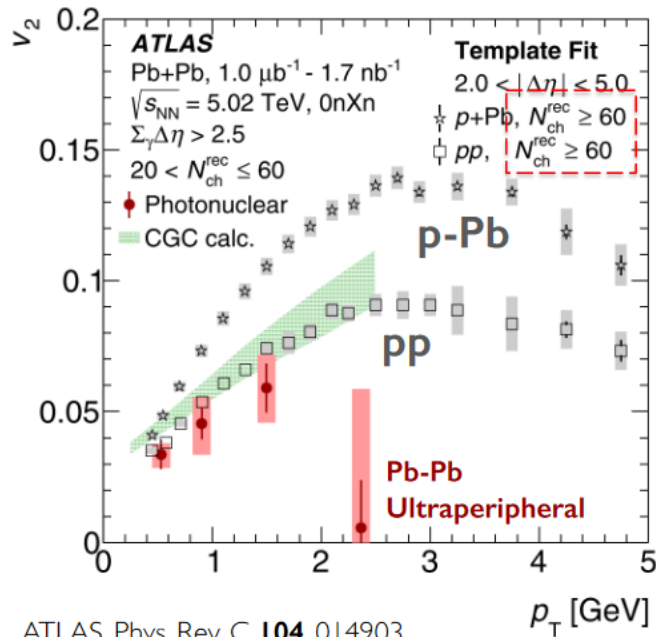 v₂
0.2
0.15
0.1
0.05
0
ATLAS
Pb+Pb, 1.0 μb⁻¹ - 1.7 nb⁻¹
√sNN = 5.02 TeV, 0nXn
ΣγΔη > 2.5
20 < Nchrec ≤ 60
Photonuclear
CGC calc.
Template Fit
2.0 < |Δη| < 5.0
p+Pb, Nchrec ≥ 60
pp, Nchrec ≥ 60
p-Pb
pp
Pb-Pb
Ultraperipheral
0 1 2 3 4 5
pT [GeV]
ATLAS Phys. Rev. C 104, 014903